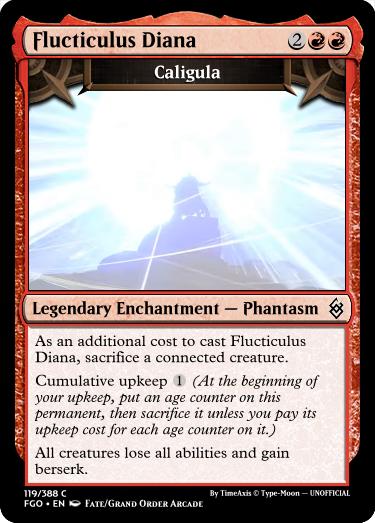 Flucticulus Diana 2
Caligula
Legendary Enchantment — Phantasm
As an additional cost to cast Flucticulus
Diana, sacrifice a connected creature.
Cumulative upkeep 1 (At the beginning of
your upkeep, put an age counter on this
permanent, then sacrifice it unless you pay its
upkeep cost for each age counter on it.)
All creatures lose all abilities and gain
berserk.
119/388 C
FGO • EN Fate/Grand Order Arcade
By TimeAxis © Type-Moon — UNOFFICIAL